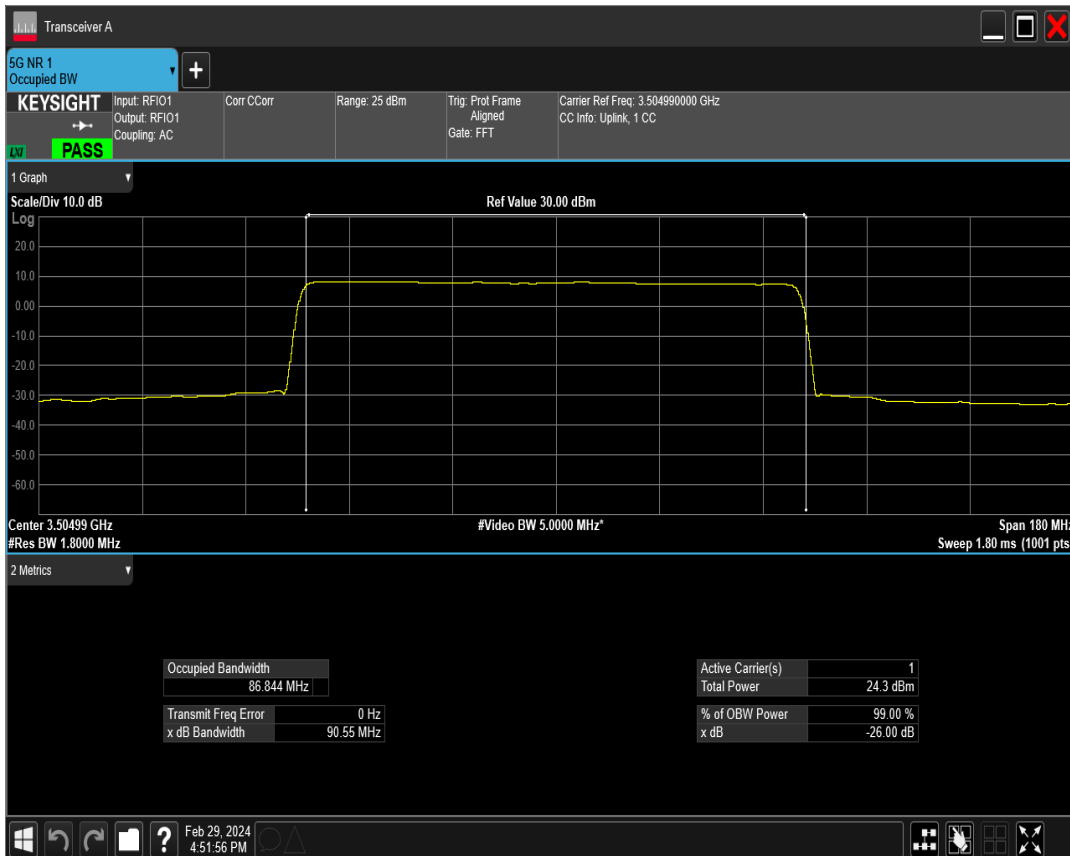 Transceiver A
5G NR 1
Occupied BW
KEYSIGHT
LXI
PASS
Input: RFIO1
Output: RFIO1
Coupling: AC
Corr CCorr
Range: 25 dBm
Trig: Prot Frame
Aligned
Gate: FFT
Carrier Ref Freq: 3.504990000 GHz
CC Info: Uplink, 1 CC
1 Graph
Scale/Div 10.0 dB
Ref Value 30.00 dBm
Log
20.0
10.0
0.00
-10.0
-20.0
-30.0
-40.0
-50.0
-60.0
Center 3.50499 GHz
#Video BW 5.0000 MHz*
Span 180 MHz
#Res BW 1.8000 MHz
Sweep 1.80 ms (1001 pts
2 Metrics
Occupied Bandwidth
86.844 MHz
Transmit Freq Error 0 Hz
x dB Bandwidth 90.55 MHz
Active Carrier(s) 1
Total Power 24.3 dBm
% of OBW Power 99.00 %
x dB -26.00 dB
?
Feb 29, 2024
4:51:56 PM